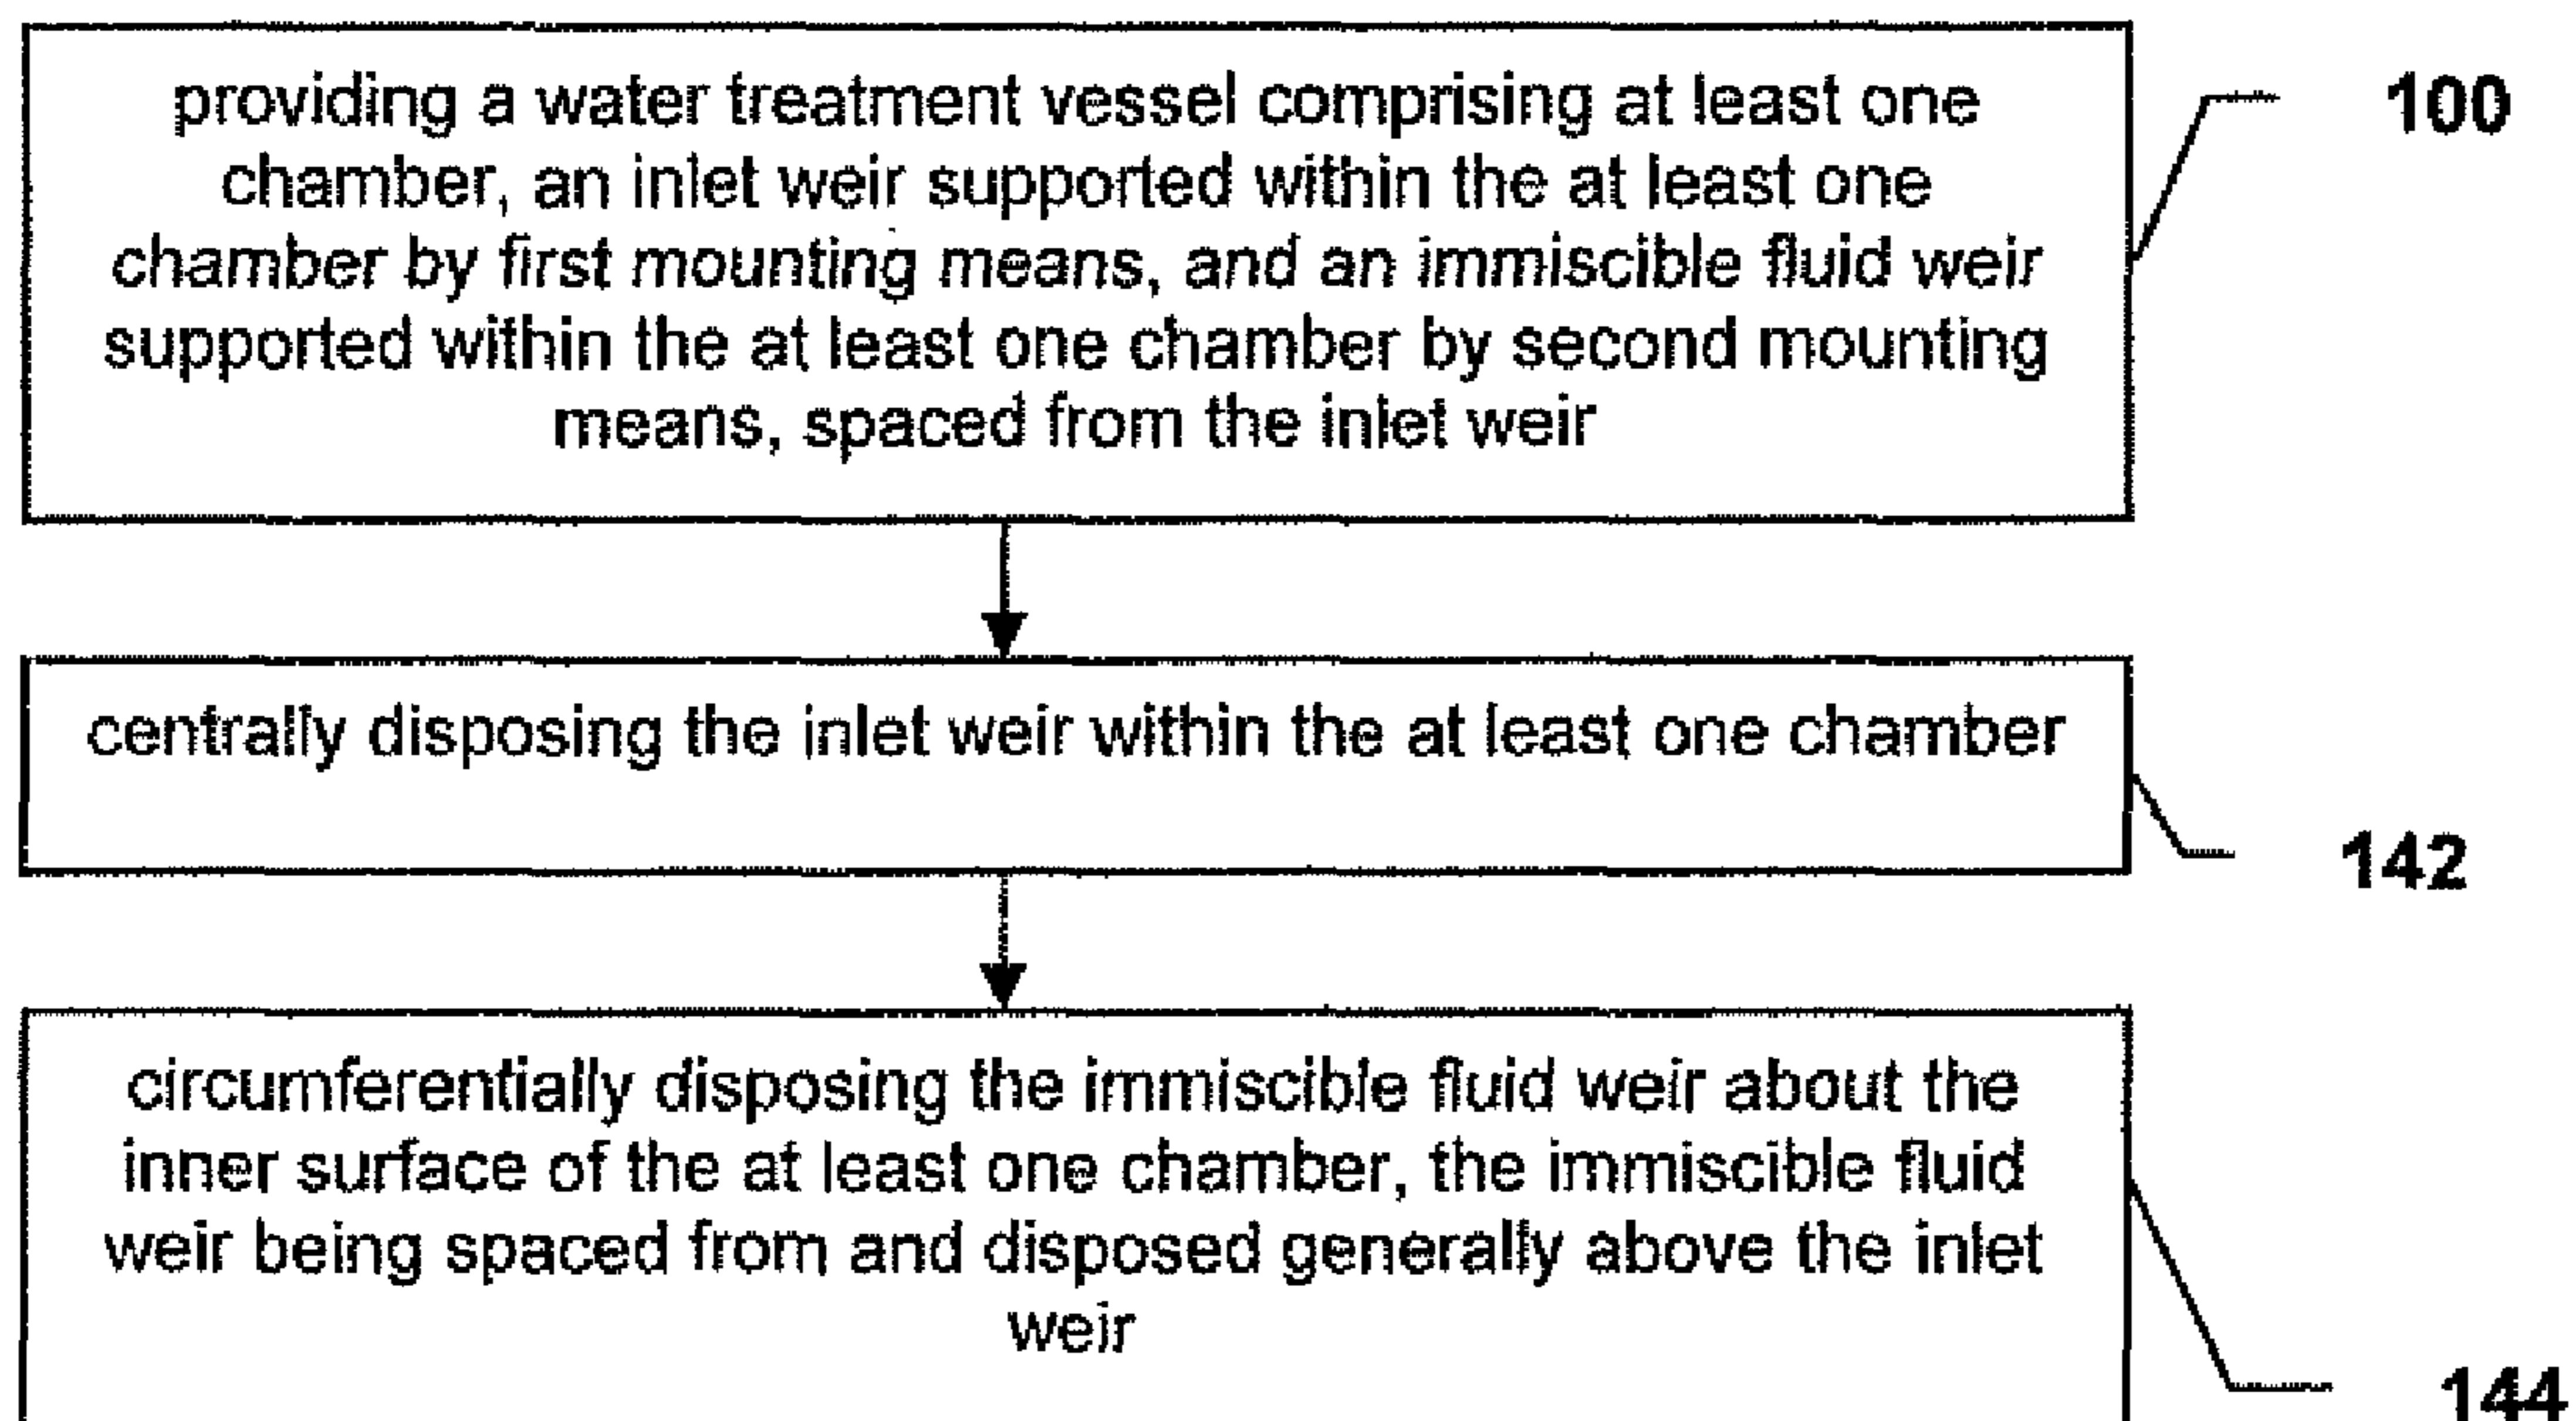 providing a water treatment vessel comprising at least one
chamber, an inlet weir supported within the at least one
chamber by first mounting means, and an immiscible fluid weir
supported within the at least one chamber by second mounting
means, spaced from the inlet weir
100
centrally disposing the inlet weir within the at least one chamber
142
circumferentially disposing the immiscible fluid weir about the
inner surface of the at least one chamber, the immiscible fluid
weir being spaced from and disposed generally above the inlet
weir
144